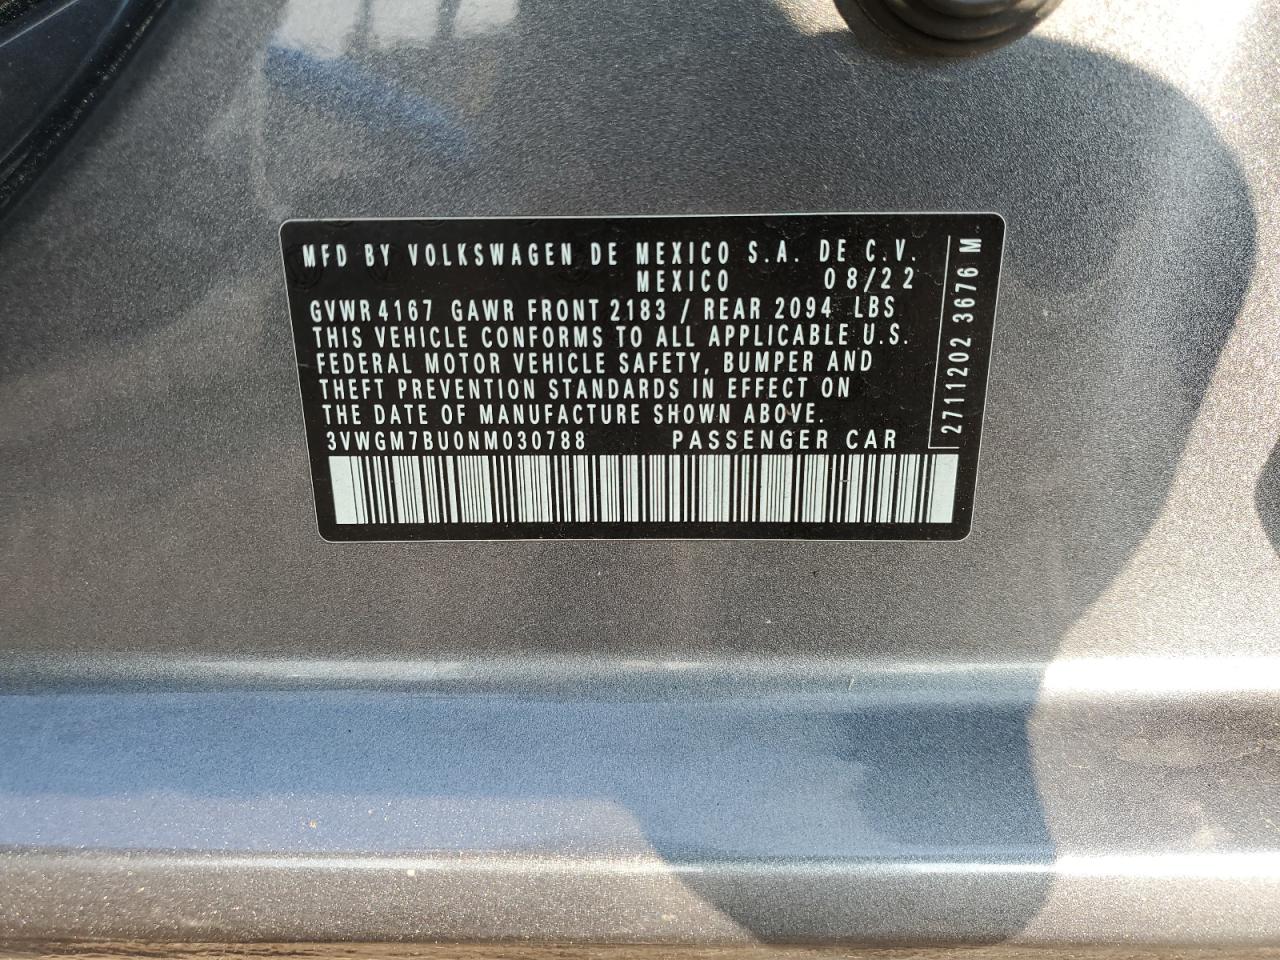 MFD BY VOLKSWAGEN DE MEXICO S.A. DE C.V.
MEXICO 08/22
GVWR 4167 GAWR FRONT 2183 / REAR 2094 LBS
THIS VEHICLE CONFORMS TO ALL APPLICABLE U.S.
FEDERAL MOTOR VEHICLE SAFETY, BUMPER AND
THEFT PREVENTION STANDARDS IN EFFECT ON
THE DATE OF MANUFACTURE SHOWN ABOVE.
3VWGM7BU0NM030788 PASSENGER CAR
2711202 3676 M